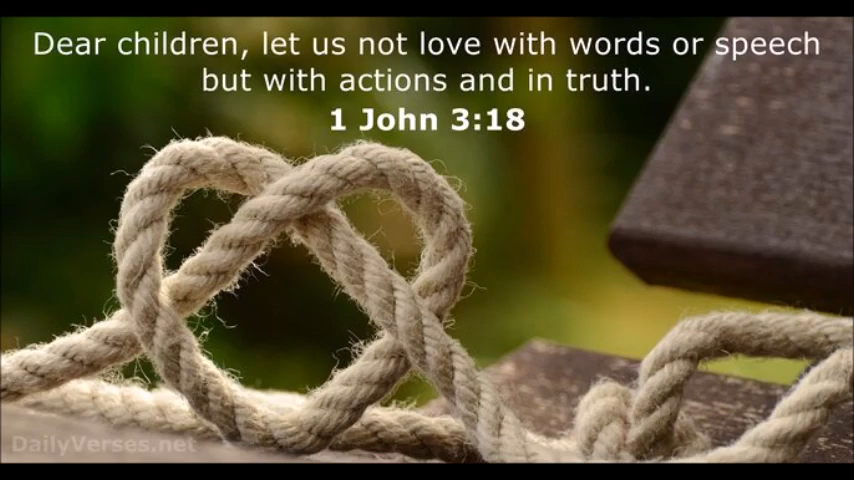 Dear children, let us not love with words or speech
but with actions and in truth.
1 John 3:18
DailyVerses.net